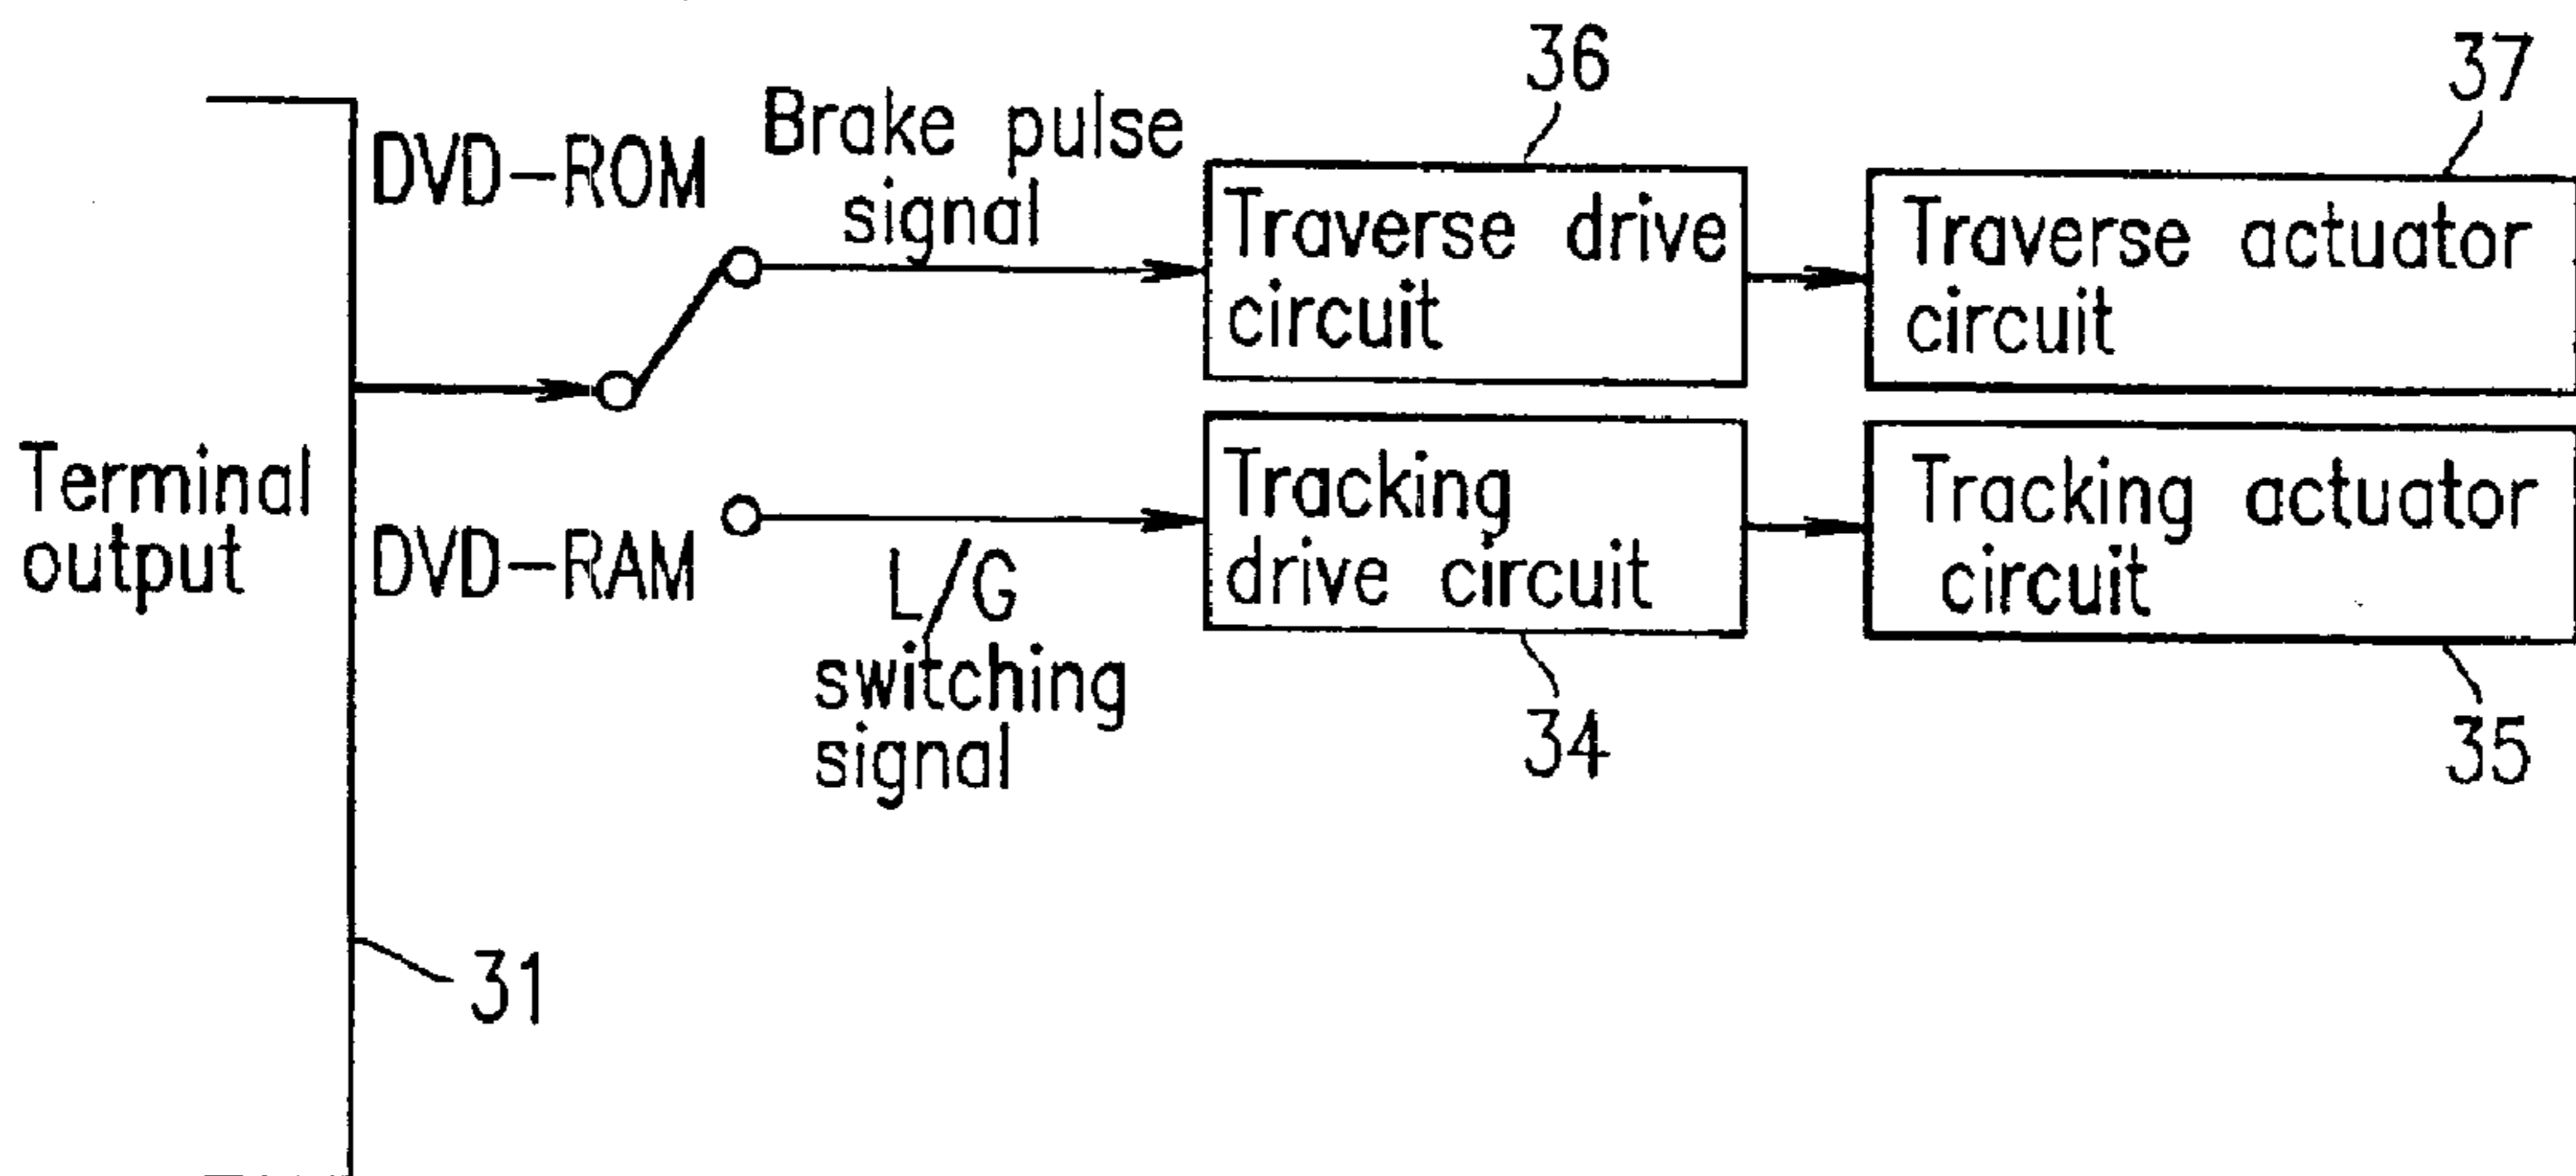 36
37
DVD-ROM
Brake pulse
signal
Traverse drive
circuit
Traverse actuator
circuit
Terminal
output
DVD-RAM
L/G
switching
signal
Tracking
drive circuit
Tracking actuator
circuit
34
35
31